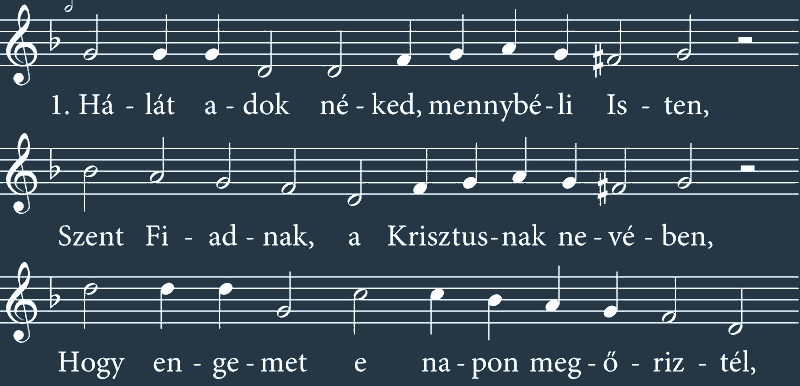 1. Há - lát a - dok né - ked, mennybé - li Is - ten,
Szent Fi - ad - nak, a Krisztus - nak ne - vé - ben,
Hogy en - ge - met e na - pon meg - ő - riz - tél,